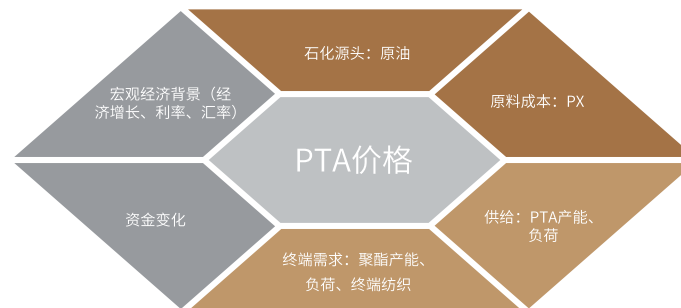 石化源头：原油
宏观经济背景（经
济增长、利率、汇率）
原料成本：PX
PTA价格
资金变化
供给：PTA产能、
负荷
终端需求：聚酯产能、
负荷、终端纺织